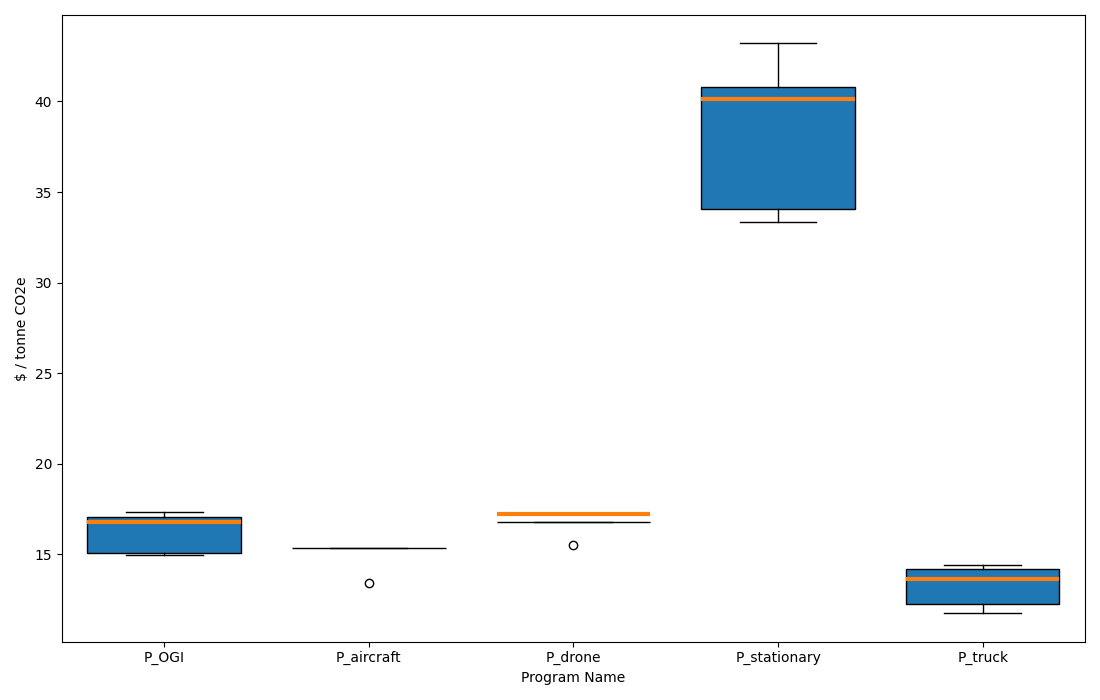 $ / tonne CO2e
40
35
30
25
20
15
P_OGI
P_aircraft
P_drone
P_stationary
P_truck
Program Name